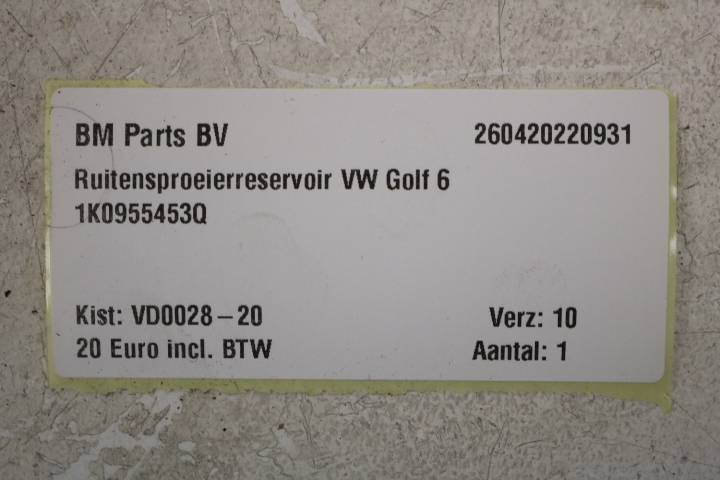 BM Parts BV 260420220931
Ruitensproeierreservoir VW Golf 6
1K0955453Q
Kist: VD0028-20 Verz: 10
20 Euro incl. BTW Aantal: 1